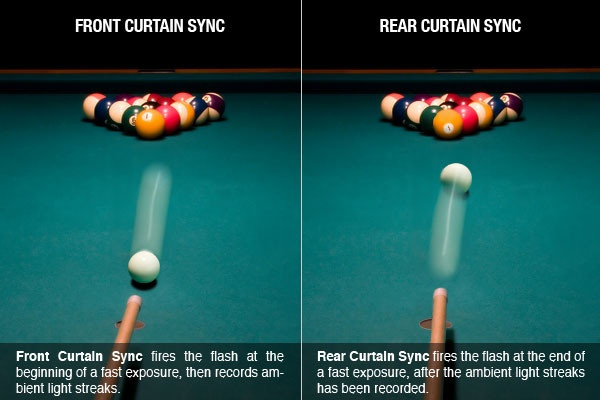 FRONT CURTAIN SYNC
REAR CURTAIN SYNC
Front Curtain Sync fires the flash at the
beginning of a fast exposure, then records am-
bient light streaks.
Rear Curtain Sync fires the flash at the end of
a fast exposure, after the ambient light streaks
has been recorded.